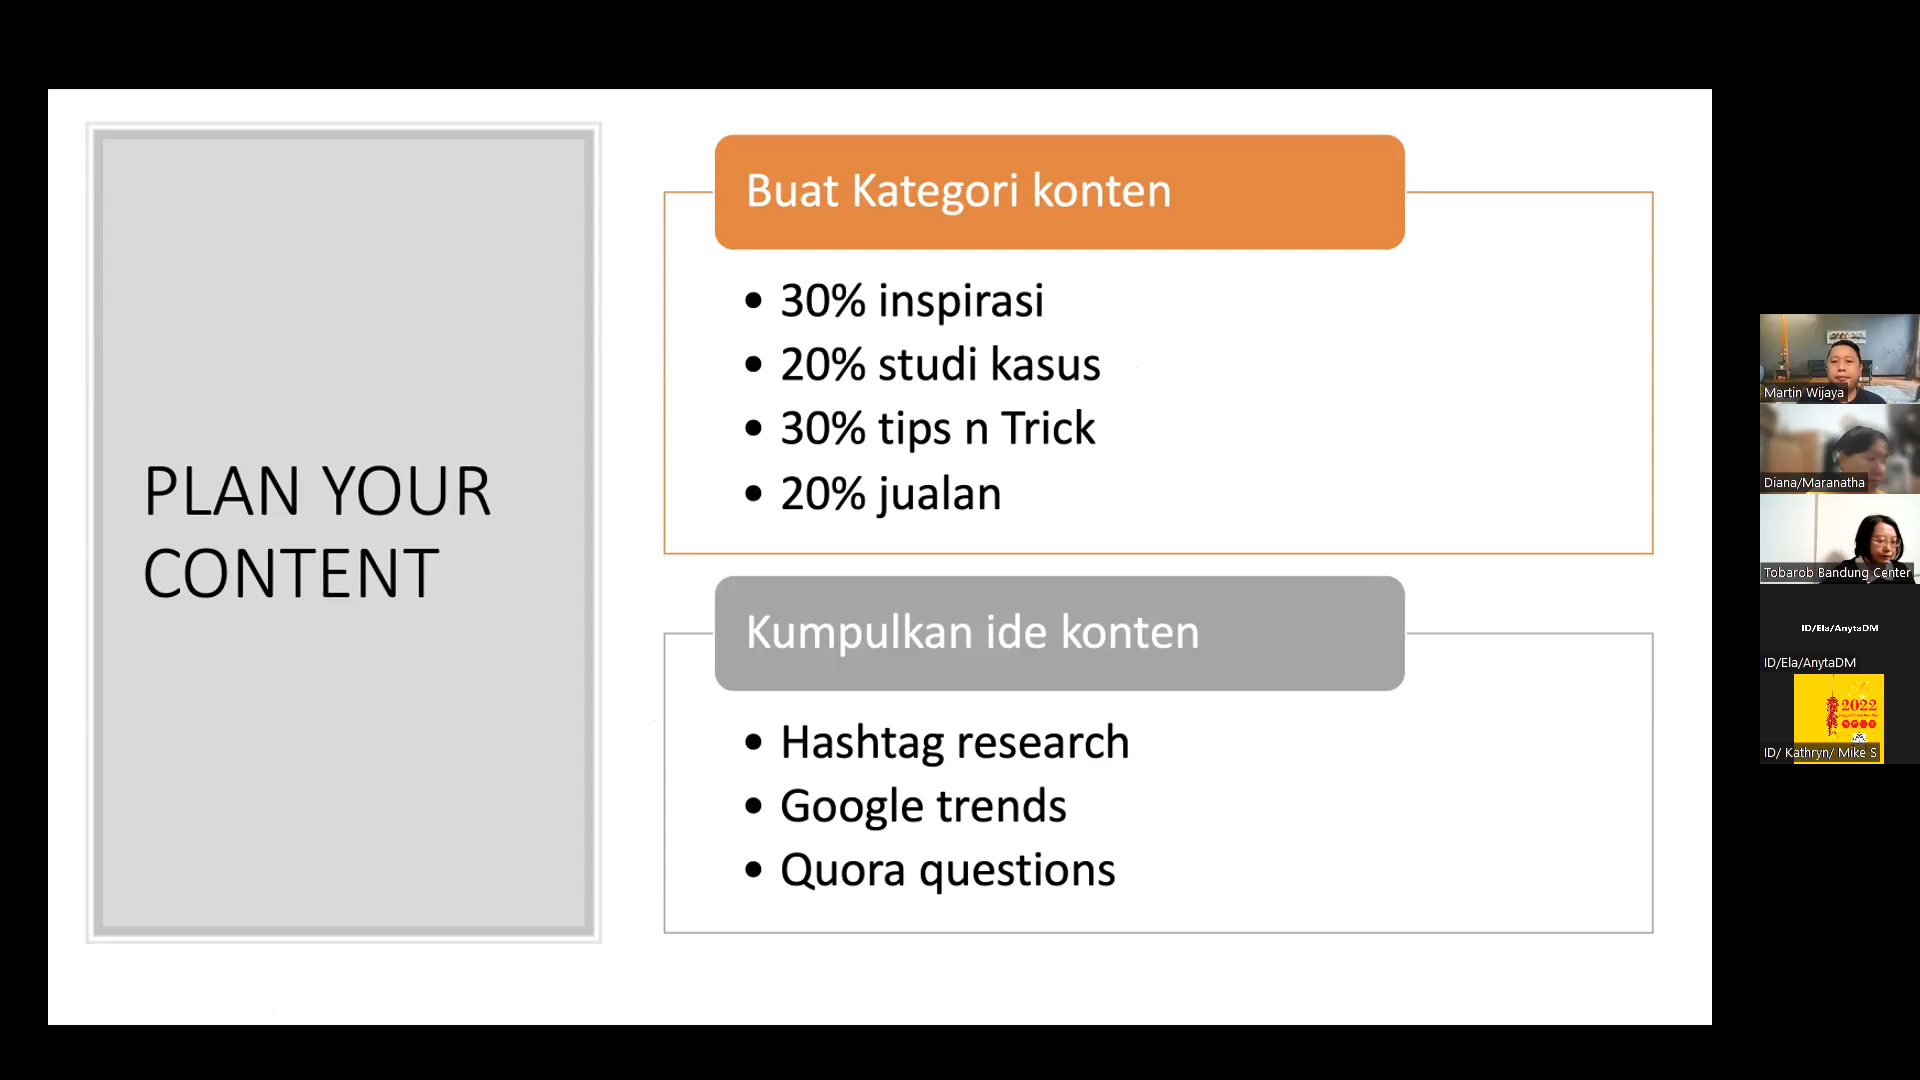 PLAN YOUR
CONTENT
Buat Kategori konten
• 30% inspirasi
• 20% studi kasus
• 30% tips n Trick
• 20% jualan
Kumpulkan ide konten
• Hashtag research
• Google trends
• Quora questions
Martin Wijaya
Diana/Maranatha
Tobarob Bandung Center
ID/Ela/AnytaDM
ID/Ela/AnytaDM
2022
ID/ Kathryn/ Mike S